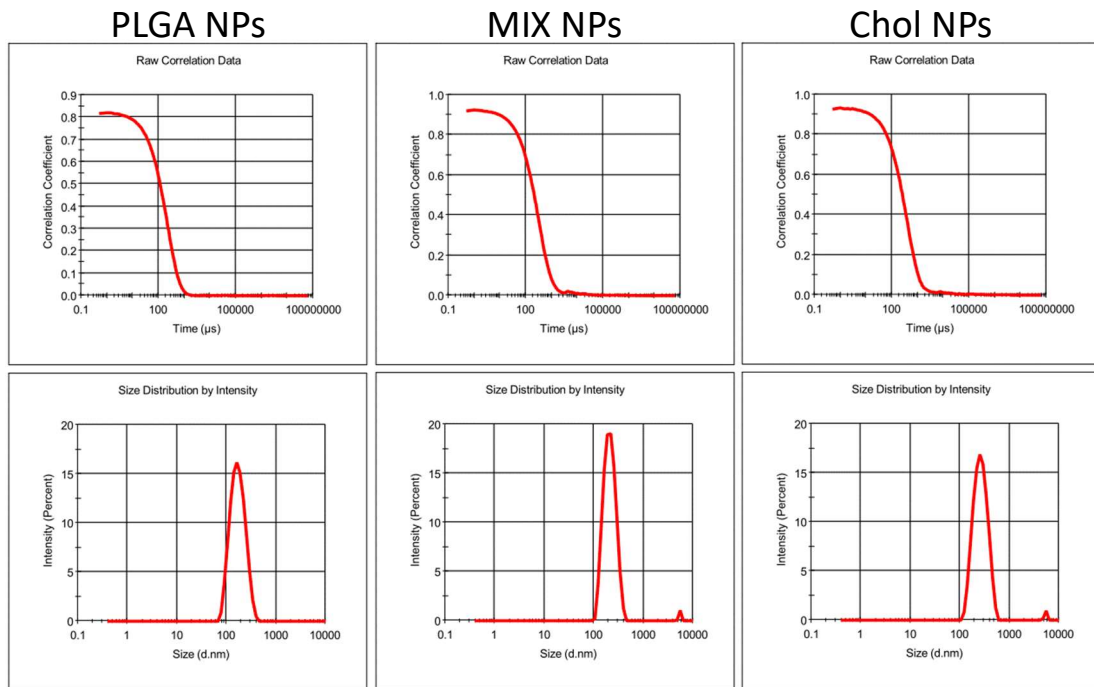 PLGA NPs
MIX NPs
Chol NPs
Raw Correlation Data
0.9
0.8
0.7
0.6
0.5
0.4
0.3
0.2
0.1
0.0
Correlation Coefficient
0.1 100 100000 100000000
Time (µs)
Raw Correlation Data
1.0
0.8
0.6
0.4
0.2
0.0
Correlation Coefficient
0.1 100 100000 100000000
Time (µs)
Raw Correlation Data
1.0
0.8
0.6
0.4
0.2
0.0
Correlation Coefficient
0.1 100 100000 100000000
Time (µs)
Size Distribution by Intensity
20
15
10
5
0
Intensity (Percent)
0.1 1 10 100 1000 10000
Size (d.nm)
Size Distribution by Intensity
20
15
10
5
0
Intensity (Percent)
0.1 1 10 100 1000 10000
Size (d.nm)
Size Distribution by Intensity
20
15
10
5
0
Intensity (Percent)
0.1 1 10 100 1000 10000
Size (d.nm)